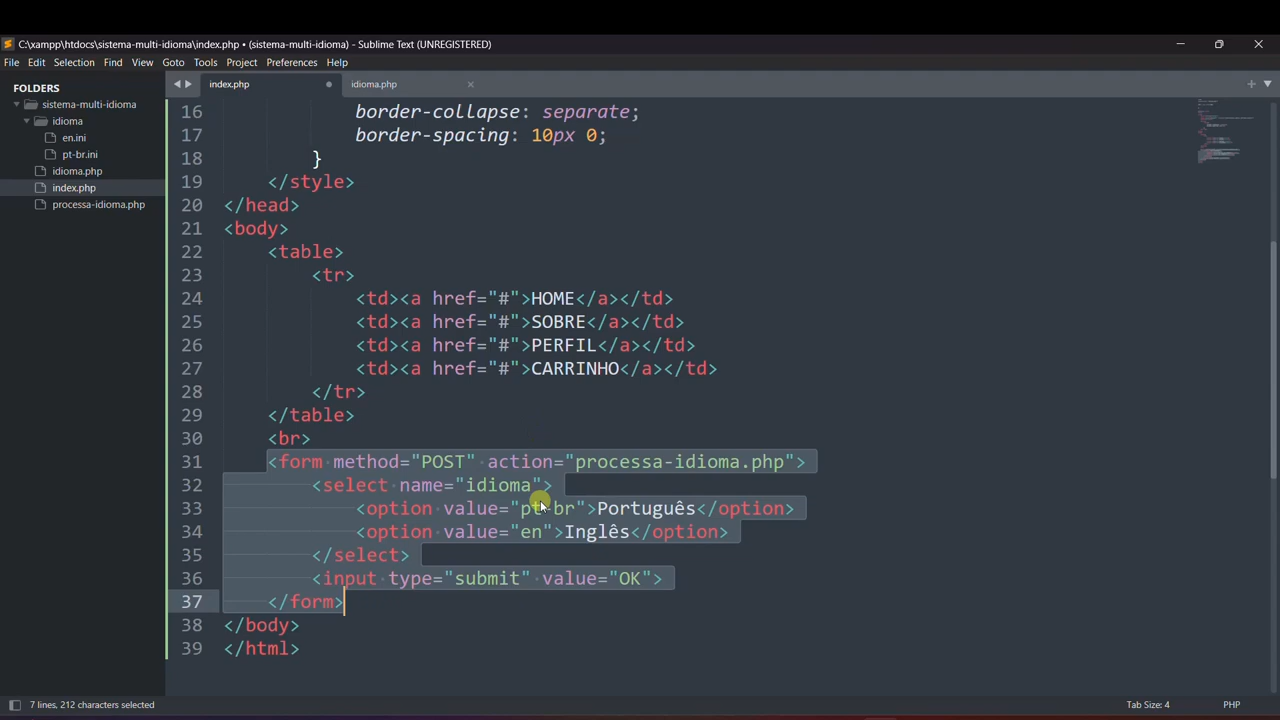 C:\xampp\htdocs\sistema-multi-idioma\index.php • (sistema-multi-idioma) - Sublime Text (UNREGISTERED)
File Edit Selection Find View Goto Tools Project Preferences Help
FOLDERS
sistema-multi-idioma
idioma
en.ini
pt-br.ini
idioma.php
index.php
processa-idioma.php
index.php idioma.php
16 border-collapse: separate;
17 border-spacing: 10px 0;
18 }
19 </style>
20 </head>
21 <body>
22 <table>
23 <tr>
24 <td><a href="#">HOME</a></td>
25 <td><a href="#">SOBRE</a></td>
26 <td><a href="#">PERFIL</a></td>
27 <td><a href="#">CARRINHO</a></td>
28 </tr>
29 </table>
30 <br>
31 <form method="POST" action="processa-idioma.php">
32 <select name="idioma">
33 <option value="pt-br">Português</option>
34 <option value="en">Inglês</option>
35 </select>
36 <input type="submit" value="OK">
37 </form>
38 </body>
39 </html>
7 lines, 212 characters selected
Tab Size: 4 PHP